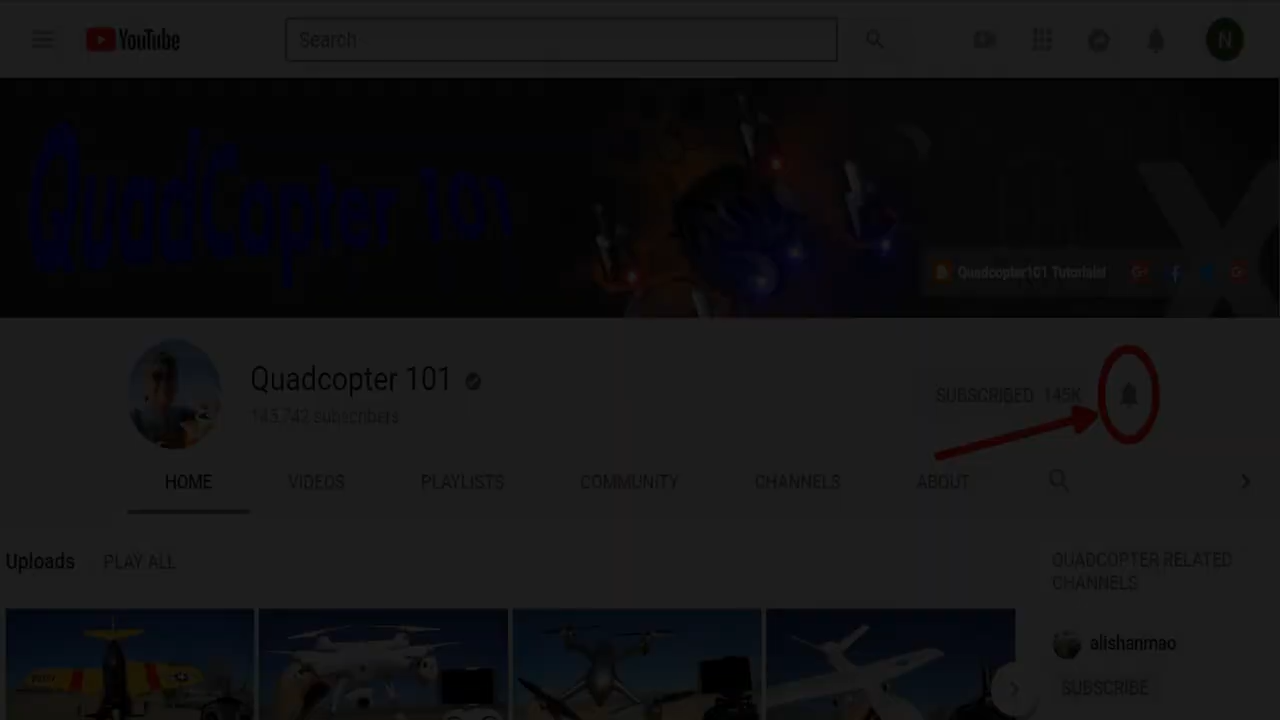 YouTube
Search
N
QuadCopter 101
Quadcopter101 Tutorials!
Quadcopter 101
143,742 subscribers
SUBSCRIBED 145K
HOME
VIDEOS
PLAYLISTS
COMMUNITY
CHANNELS
ABOUT
Uploads
PLAY ALL
QUADCOPTER RELATED
CHANNELS
alishanmao
SUBSCRIBE